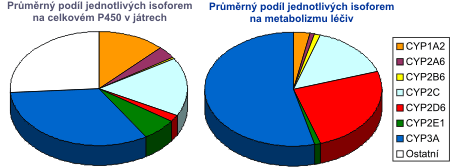 Průměrný podíl jednotlivých isoforem
na celkovém P450 v játrech
Průměrný podíl jednotlivých isoforem
na metabolizmu léčiv
CYP1A2
CYP2A6
CYP2B6
CYP2C
CYP2D6
CYP2E1
CYP3A
Ostatní